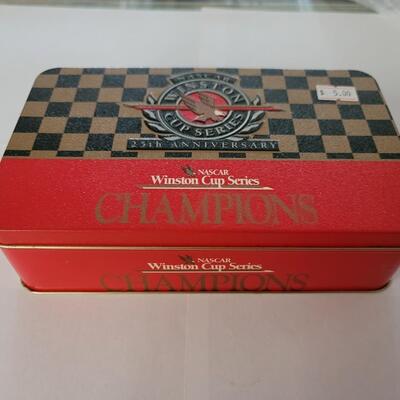 NASCAR
WINSTON
CUP SERIES
25th ANNIVERSARY
$ 5.00
NASCAR
Winston Cup Series
CHAMPIONS
NASCAR
Winston Cup Series
CHAMPIONS